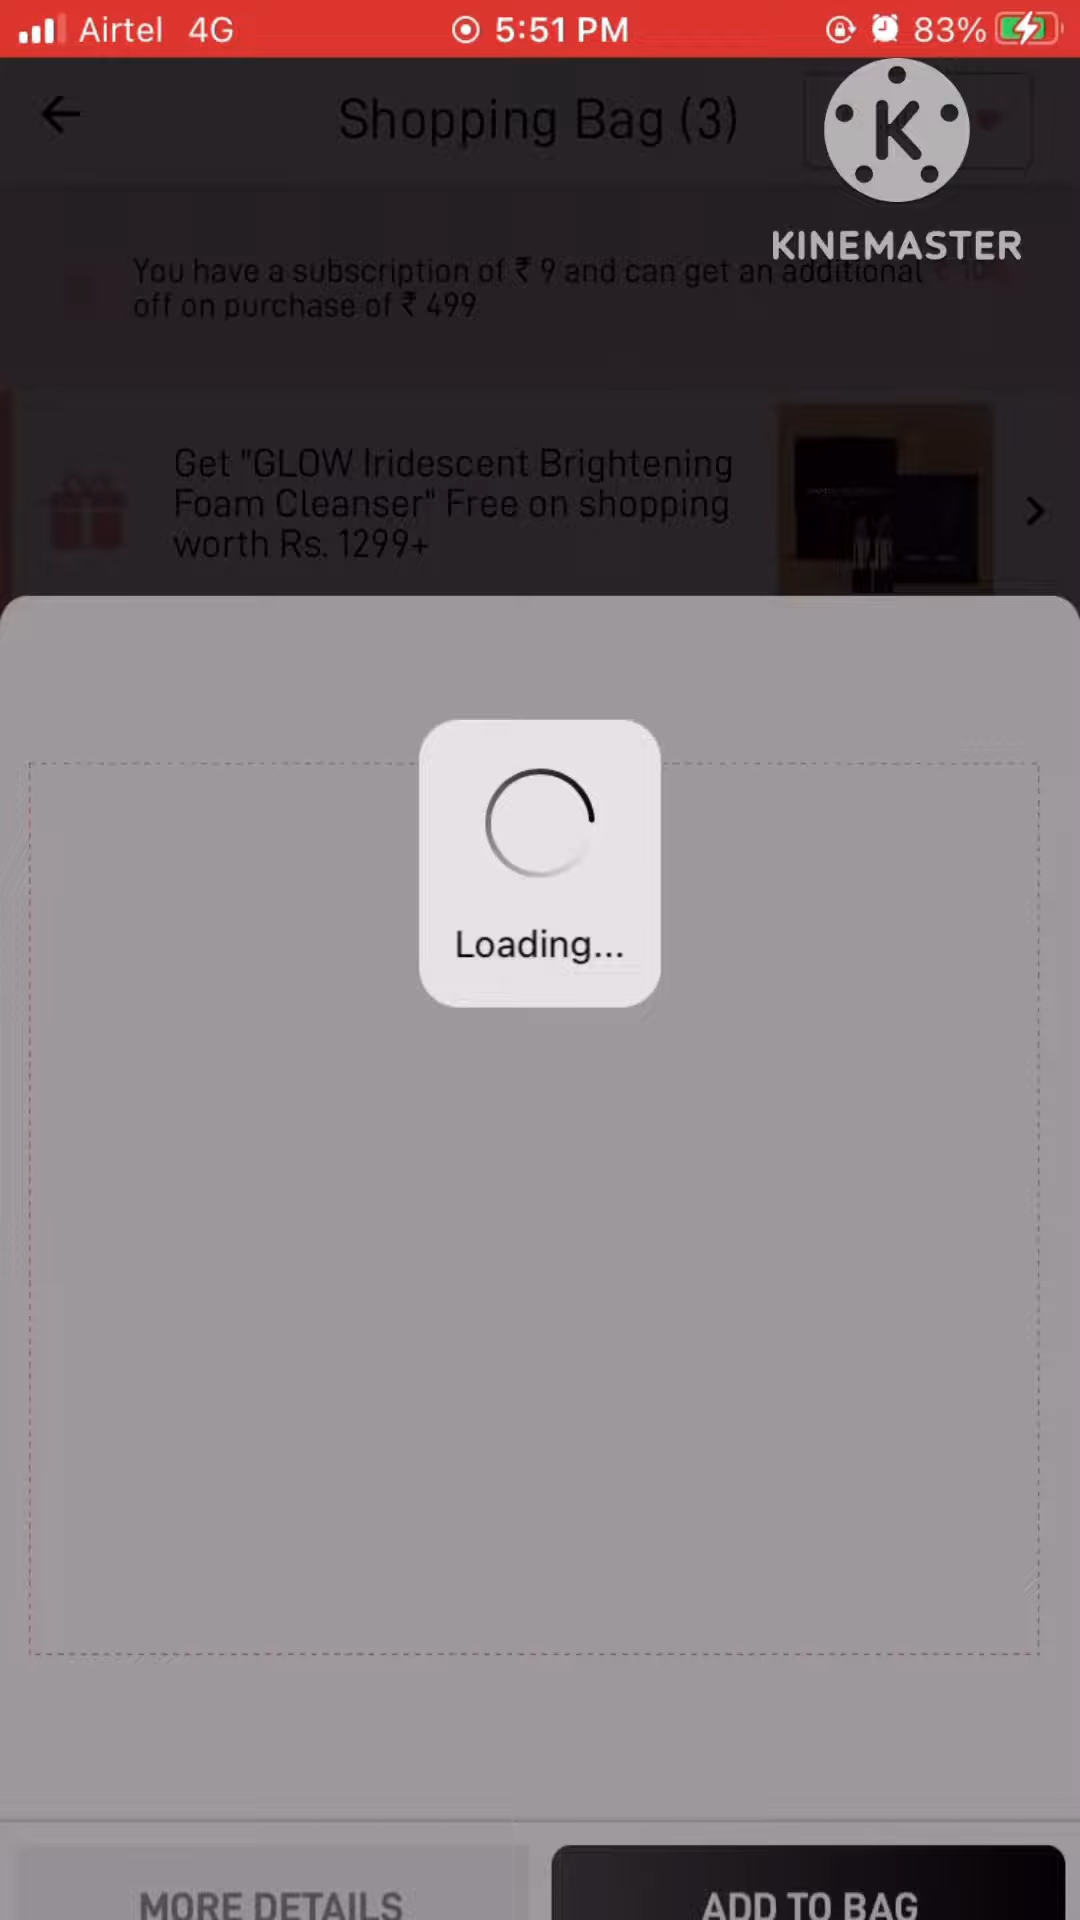 Airtel 4G 5:51 PM 83%
Shopping Bag (3)
K
KINEMASTER
You have a subscription of ₹ 9 and can get an additional
off on purchase of ₹ 499
Get "GLOW Iridescent Brightening
Foam Cleanser" Free on shopping
worth Rs. 1299+
Loading...
MORE DETAILS
ADD TO BAG